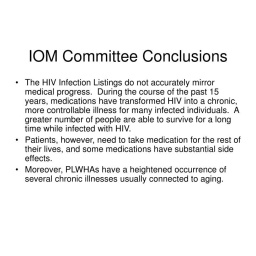 IOM Committee Conclusions
• The HIV Infection Listings do not accurately mirror
medical progress. During the course of the past 15
years, medications have transformed HIV into a chronic,
more controllable illness for many infected individuals. A
greater number of people are able to survive for a long
time while infected with HIV.
• Patients, however, need to take medication for the rest of
their lives, and some medications have substantial side
effects.
• Moreover, PLWHAs have a heightened occurrence of
several chronic illnesses usually connected to aging.